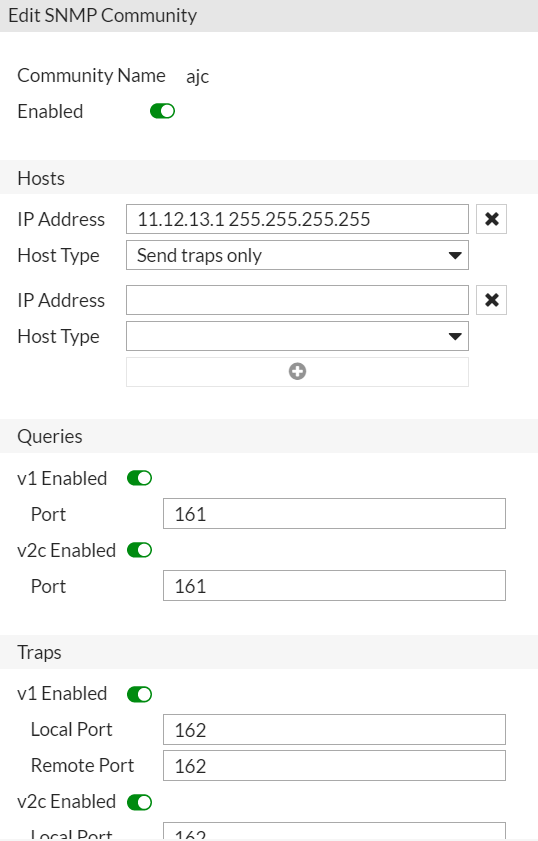 Edit SNMP Community
Community Name ajc
Enabled
Hosts
IP Address 11.12.13.1 255.255.255.255
Host Type Send traps only
IP Address
Host Type
Queries
v1 Enabled
Port 161
v2c Enabled
Port 161
Traps
v1 Enabled
Local Port 162
Remote Port 162
v2c Enabled
Local Port 162